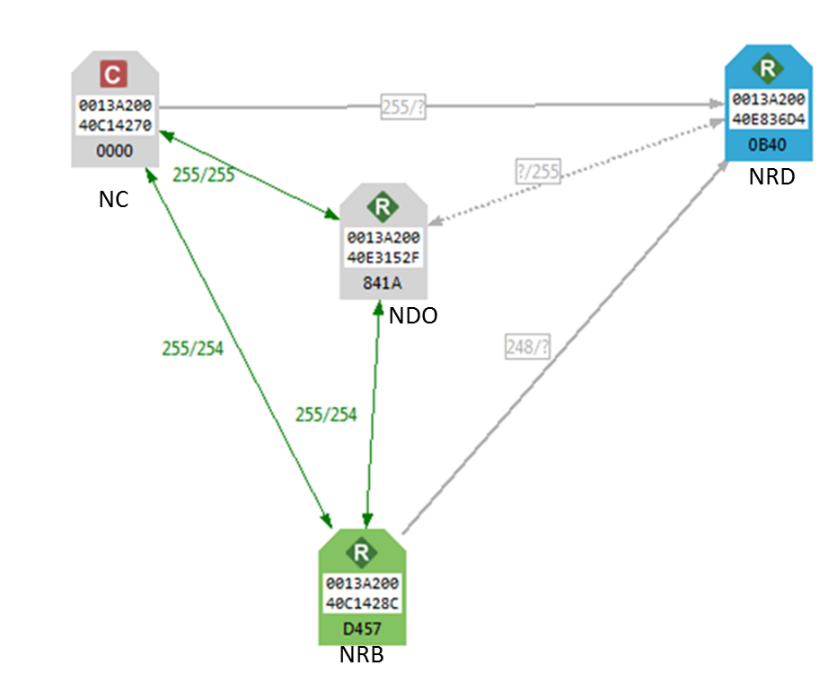 C
0013A200
40C14270
0000
NC
255/?
R
0013A200
40E836D4
0B40
NRD
255/255
?/255
R
0013A200
40E3152F
841A
NDO
255/254
248/?
255/254
R
0013A200
40C1428C
D457
NRB